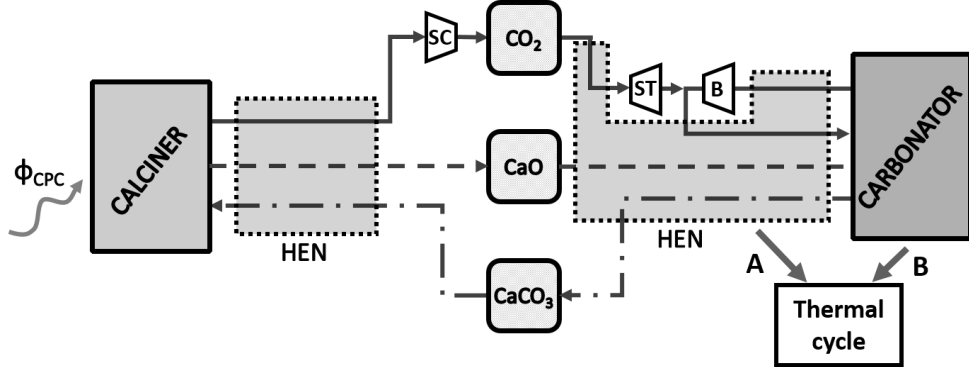 SC
CO₂
ST
B
CALCINER
CARBONATOR
ΦCPC
CaO
HEN
HEN
A
B
CaCO₃
Thermal
cycle